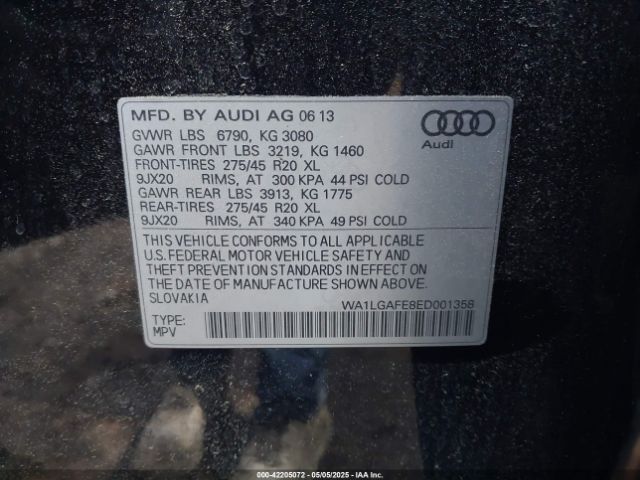 MFD. BY AUDI AG 06 13
GVWR LBS 6790, KG 3080
GAWR FRONT LBS 3219, KG 1460
FRONT-TIRES 275/45 R20 XL
9JX20 RIMS, AT 300 KPA 44 PSI COLD
GAWR REAR LBS 3913, KG 1775
REAR-TIRES 275/45 R20 XL
9JX20 RIMS, AT 340 KPA 49 PSI COLD
Audi
THIS VEHICLE CONFORMS TO ALL APPLICABLE
U.S. FEDERAL MOTOR VEHICLE SAFETY AND
THEFT PREVENTION STANDARDS IN EFFECT ON
THE DATE OF MANUFACTURE SHOWN ABOVE.
SLOVAKIA
WA1LGAFE8ED001358
TYPE:
MPV
000-42205072 - 05/05/2025 - IAA Inc.